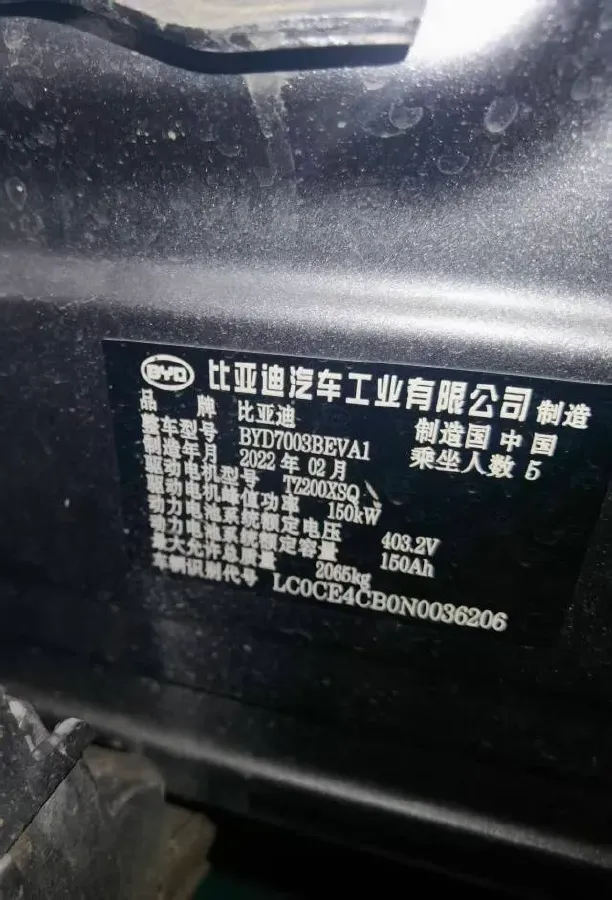 BYD 比亚迪汽车工业有限公司 制造
品牌 比亚迪 制造国 中国
整车型号 BYD7003BEVA1 乘坐人数 5
制造年月 2022 年 02 月
驱动电机型号 TZ200XSQ
驱动电机峰值功率 150kW
动力电池系统额定电压 403.2V
动力电池系统额定容量 150Ah
最大允许总质量 2065kg
车辆识别代号 LC0CE4CB0N0036206